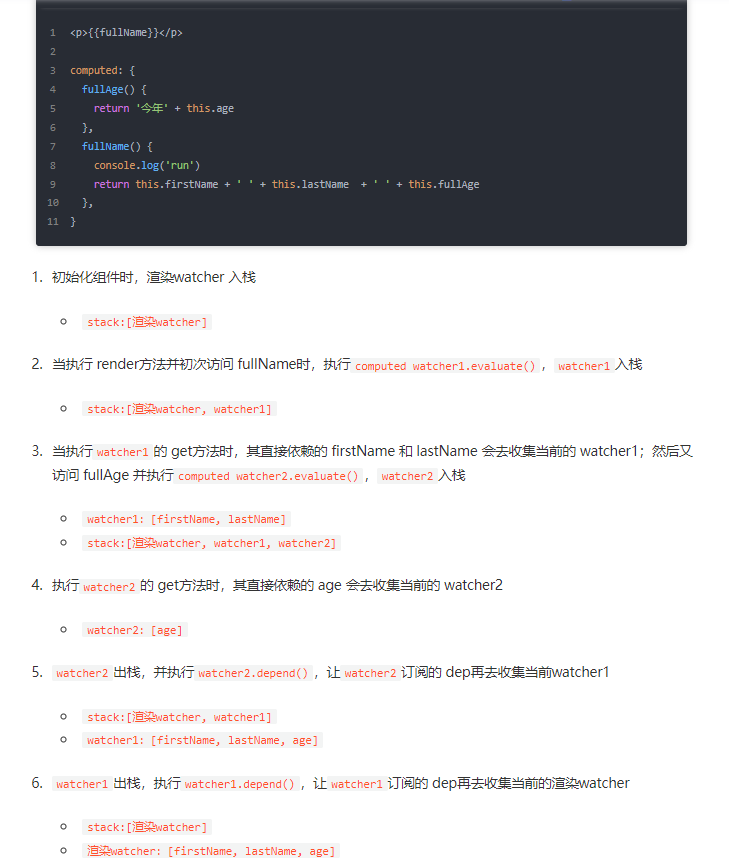 1 <p>{{fullName}}</p>
2
3 computed: {
4 fullAge() {
5 return '今年' + this.age
6 },
7 fullName() {
8 console.log('run')
9 return this.firstName + ' ' + this.lastName + ' ' + this.fullAge
10 },
11 }
1. 初始化组件时，渲染watcher 入栈
stack:[渲染watcher]
2. 当执行 render方法并初次访问 fullName时，执行 computed watcher1.evaluate() ，watcher1 入栈
stack:[渲染watcher, watcher1]
3. 当执行 watcher1 的 get方法时，其直接依赖的 firstName 和 lastName 会去收集当前的 watcher1；然后又
访问 fullAge 并执行 computed watcher2.evaluate() ，watcher2 入栈
watcher1: [firstName, lastName]
stack:[渲染watcher, watcher1, watcher2]
4. 执行 watcher2 的 get方法时，其直接依赖的 age 会去收集当前的 watcher2
watcher2: [age]
5. watcher2 出栈，并执行 watcher2.depend() ，让 watcher2 订阅的 dep再去收集当前watcher1
stack:[渲染watcher, watcher1]
watcher1: [firstName, lastName, age]
6. watcher1 出栈，执行 watcher1.depend() ，让 watcher1 订阅的 dep再去收集当前的渲染watcher
stack:[渲染watcher]
渲染watcher: [firstName, lastName, age]